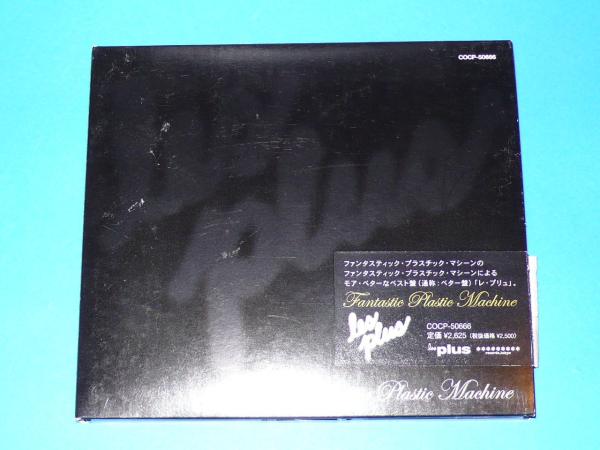 COCP-50666
les
plus
ファンタスティック・プラスチック・マシーンの
ファンタスティック・プラスチック・マシーンによる
モア・ベターなベスト盤(通称:ベター盤)「レ・プリュ」。
Fantastic Plastic Machine
les
plus
COCP-50666
定価 ¥2,625 (税抜価格 ¥2,500)
les plus *********
records,tokyo
Plastic Machine